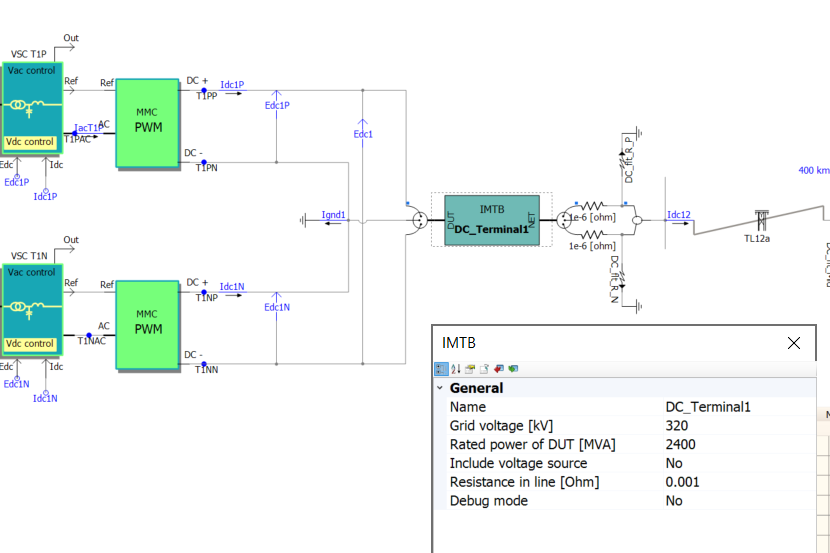 Out
VSC T1P
Vac control
Ref
Ref
DC +
Idc1P
T1PP
MMC
PWM
Edc1P
IacT1P
AC
T1PAC
Edc1
Vdc control
DC -
T1PN
Edc
Idc
Edc1P
Idc1P
DC_flt_R_P
400 km
Ignd1
DUT
IMTB
NET
DC_Terminal1
1e-6 [ohm]
Idc12
1e-6 [ohm]
TL12a
DC_flt_R_N
Out
VSC T1N
Vac control
Ref
Ref
DC +
Idc1N
T1NP
MMC
PWM
Edc1N
AC
T1NAC
Vdc control
DC -
T1NN
Edc
Idc
Edc1N
Idc1N
IMTB
General
Name DC_Terminal1
Grid voltage [kV] 320
Rated power of DUT [MVA] 2400
Include voltage source No
Resistance in line [Ohm] 0.001
Debug mode No